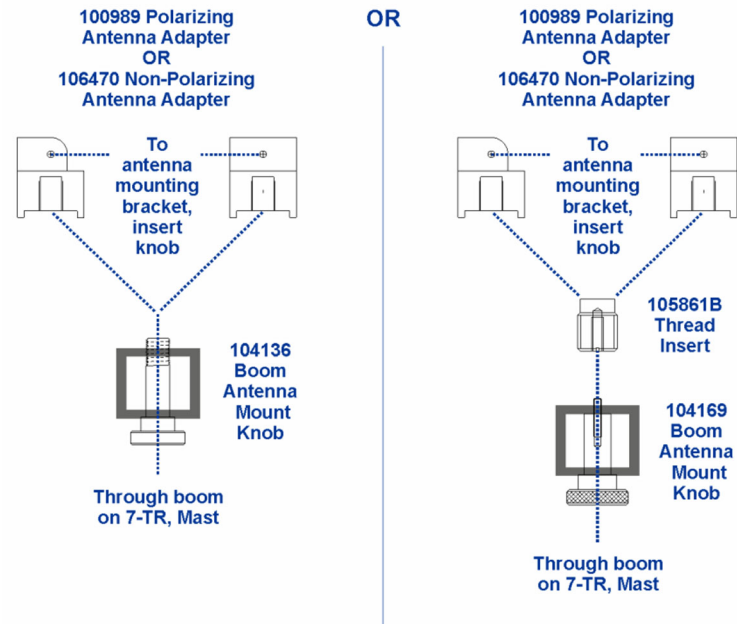 100989 Polarizing
Antenna Adapter
OR
106470 Non-Polarizing
Antenna Adapter
To
antenna
mounting
bracket,
insert
knob
104136
Boom
Antenna
Mount
Knob
Through boom
on 7-TR, Mast
OR
100989 Polarizing
Antenna Adapter
OR
106470 Non-Polarizing
Antenna Adapter
To
antenna
mounting
bracket,
insert
knob
105861B
Thread
Insert
104169
Boom
Antenna
Mount
Knob
Through boom
on 7-TR, Mast